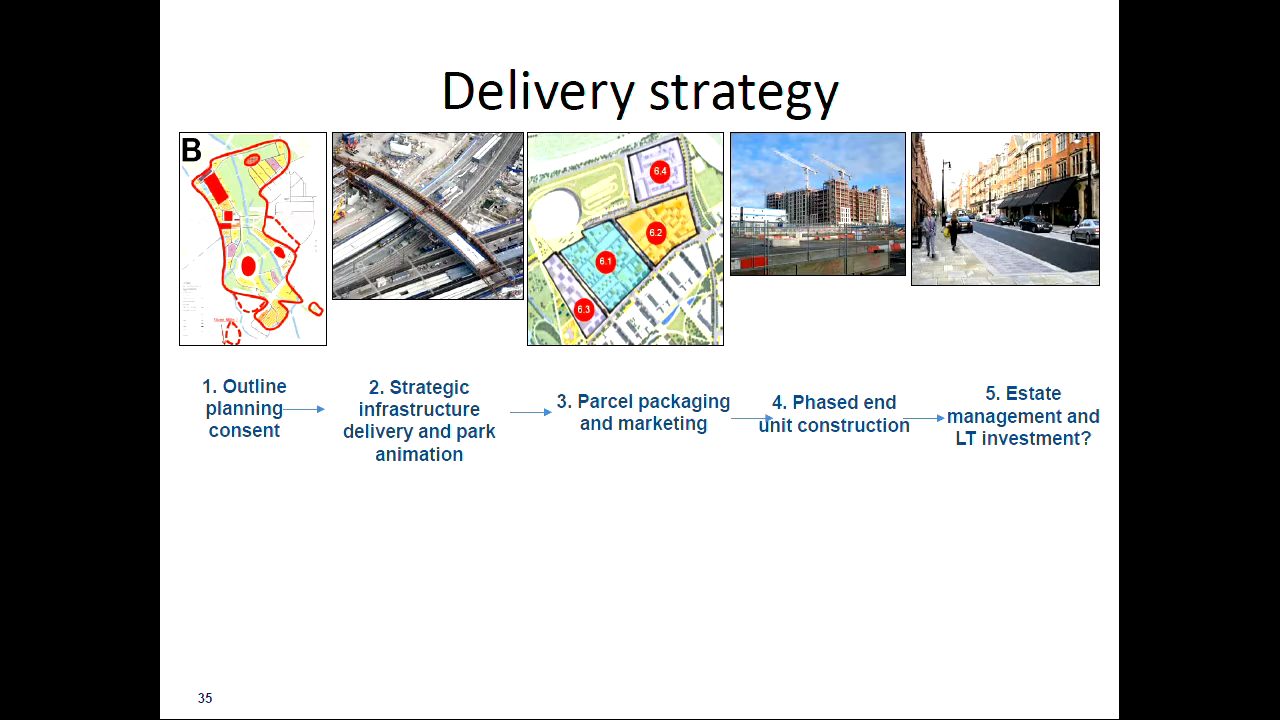 Delivery strategy
B
6.4
6.2
6.1
6.3
1. Outline
planning
consent
2. Strategic
infrastructure
delivery and park
animation
3. Parcel packaging
and marketing
4. Phased end
unit construction
5. Estate
management and
LT investment?
35